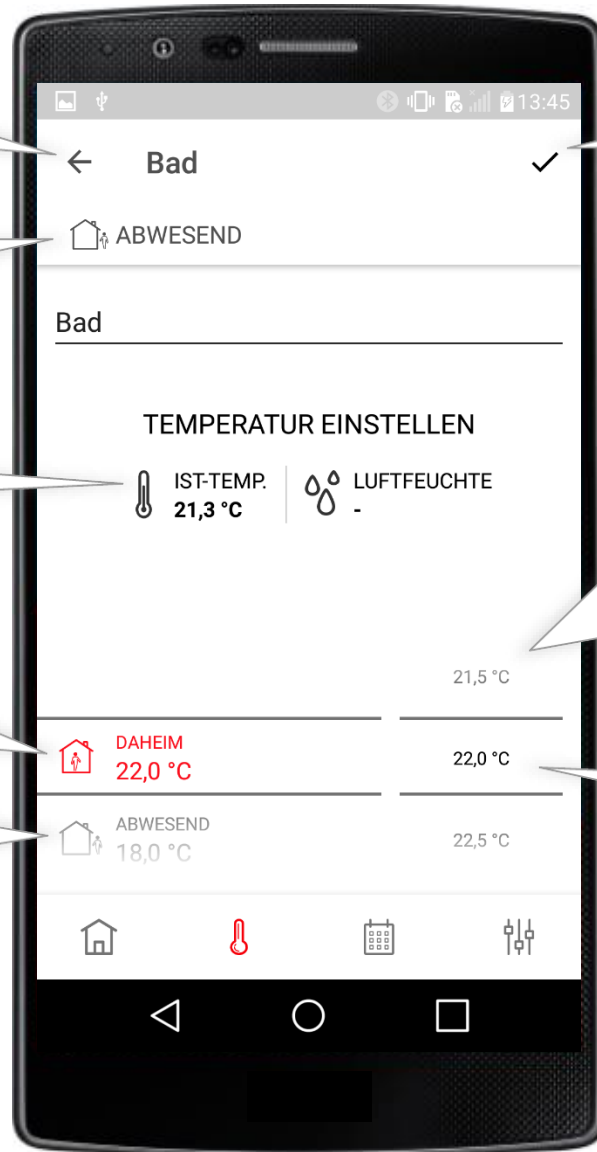 13:45
Bad
ABWESEND
Bad
TEMPERATUR EINSTELLEN
IST-TEMP.
21,3 °C
LUFTFEUCHTE
-
21,5 °C
DAHEIM
22,0 °C
22,0 °C
ABWESEND
18,0 °C
22,5 °C